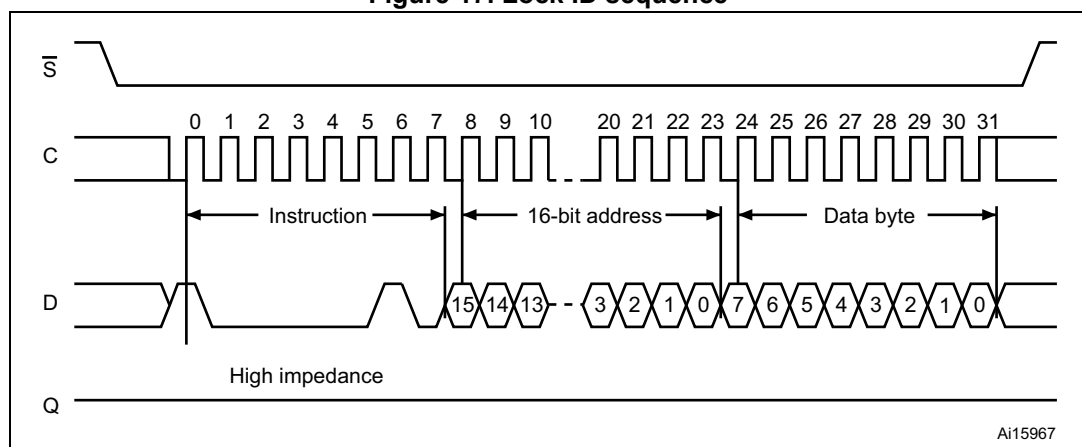 Figure 17. Lock ID sequence
S
0 1 2 3 4 5 6 7 8 9 10 20 21 22 23 24 25 26 27 28 29 30 31
C
Instruction 16-bit address Data byte
D 15 14 13 3 2 1 0 7 6 5 4 3 2 1 0
High impedance
Q
Ai15967